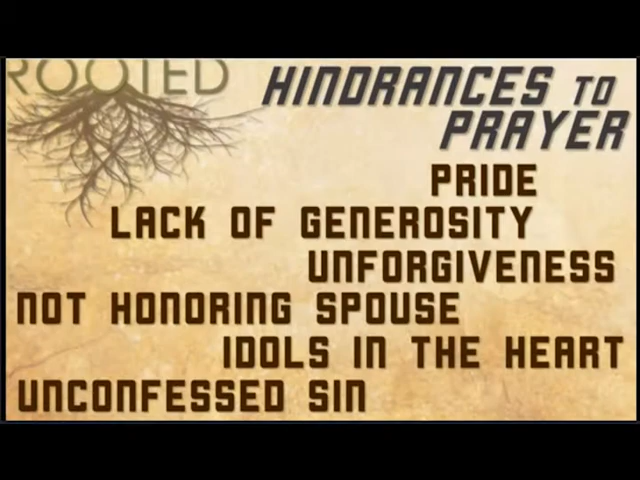 ROOTED
HINDRANCES TO
PRAYER
PRIDE
LACK OF GENEROSITY
UNFORGIVENESS
NOT HONORING SPOUSE
IDOLS IN THE HEART
UNCONFESSED SIN